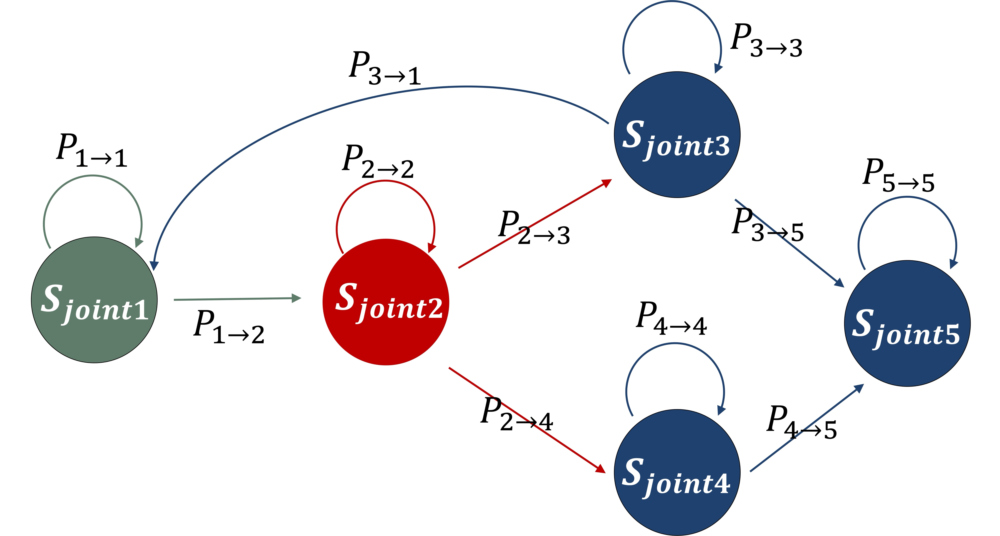 P3→3
P3→1
Sjoint3
P1→1
P2→2
P5→5
P2→3
P3→5
Sjoint1
Sjoint2
P1→2
P4→4
Sjoint5
P2→4
P4→5
Sjoint4